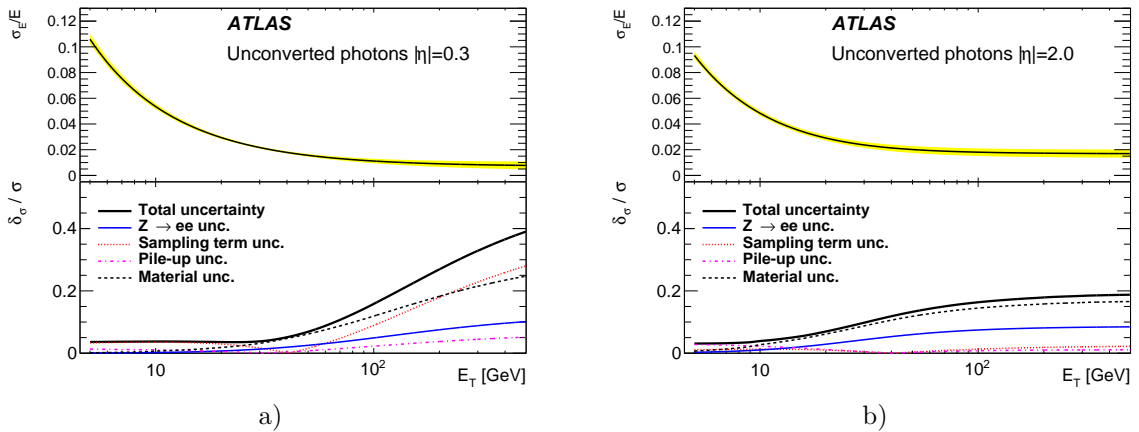 σ_E/E
0.12
0.1
0.08
0.06
0.04
0.02
0
ATLAS
Unconverted photons |η|=0.3
δ_σ / σ
0.4
0.2
0
Total uncertainty
Z → ee unc.
Sampling term unc.
Pile-up unc.
Material unc.
10
10²
E_T [GeV]
a)
σ_E/E
0.12
0.1
0.08
0.06
0.04
0.02
0
ATLAS
Unconverted photons |η|=2.0
δ_σ / σ
0.4
0.2
0
Total uncertainty
Z → ee unc.
Sampling term unc.
Pile-up unc.
Material unc.
10
10²
E_T [GeV]
b)